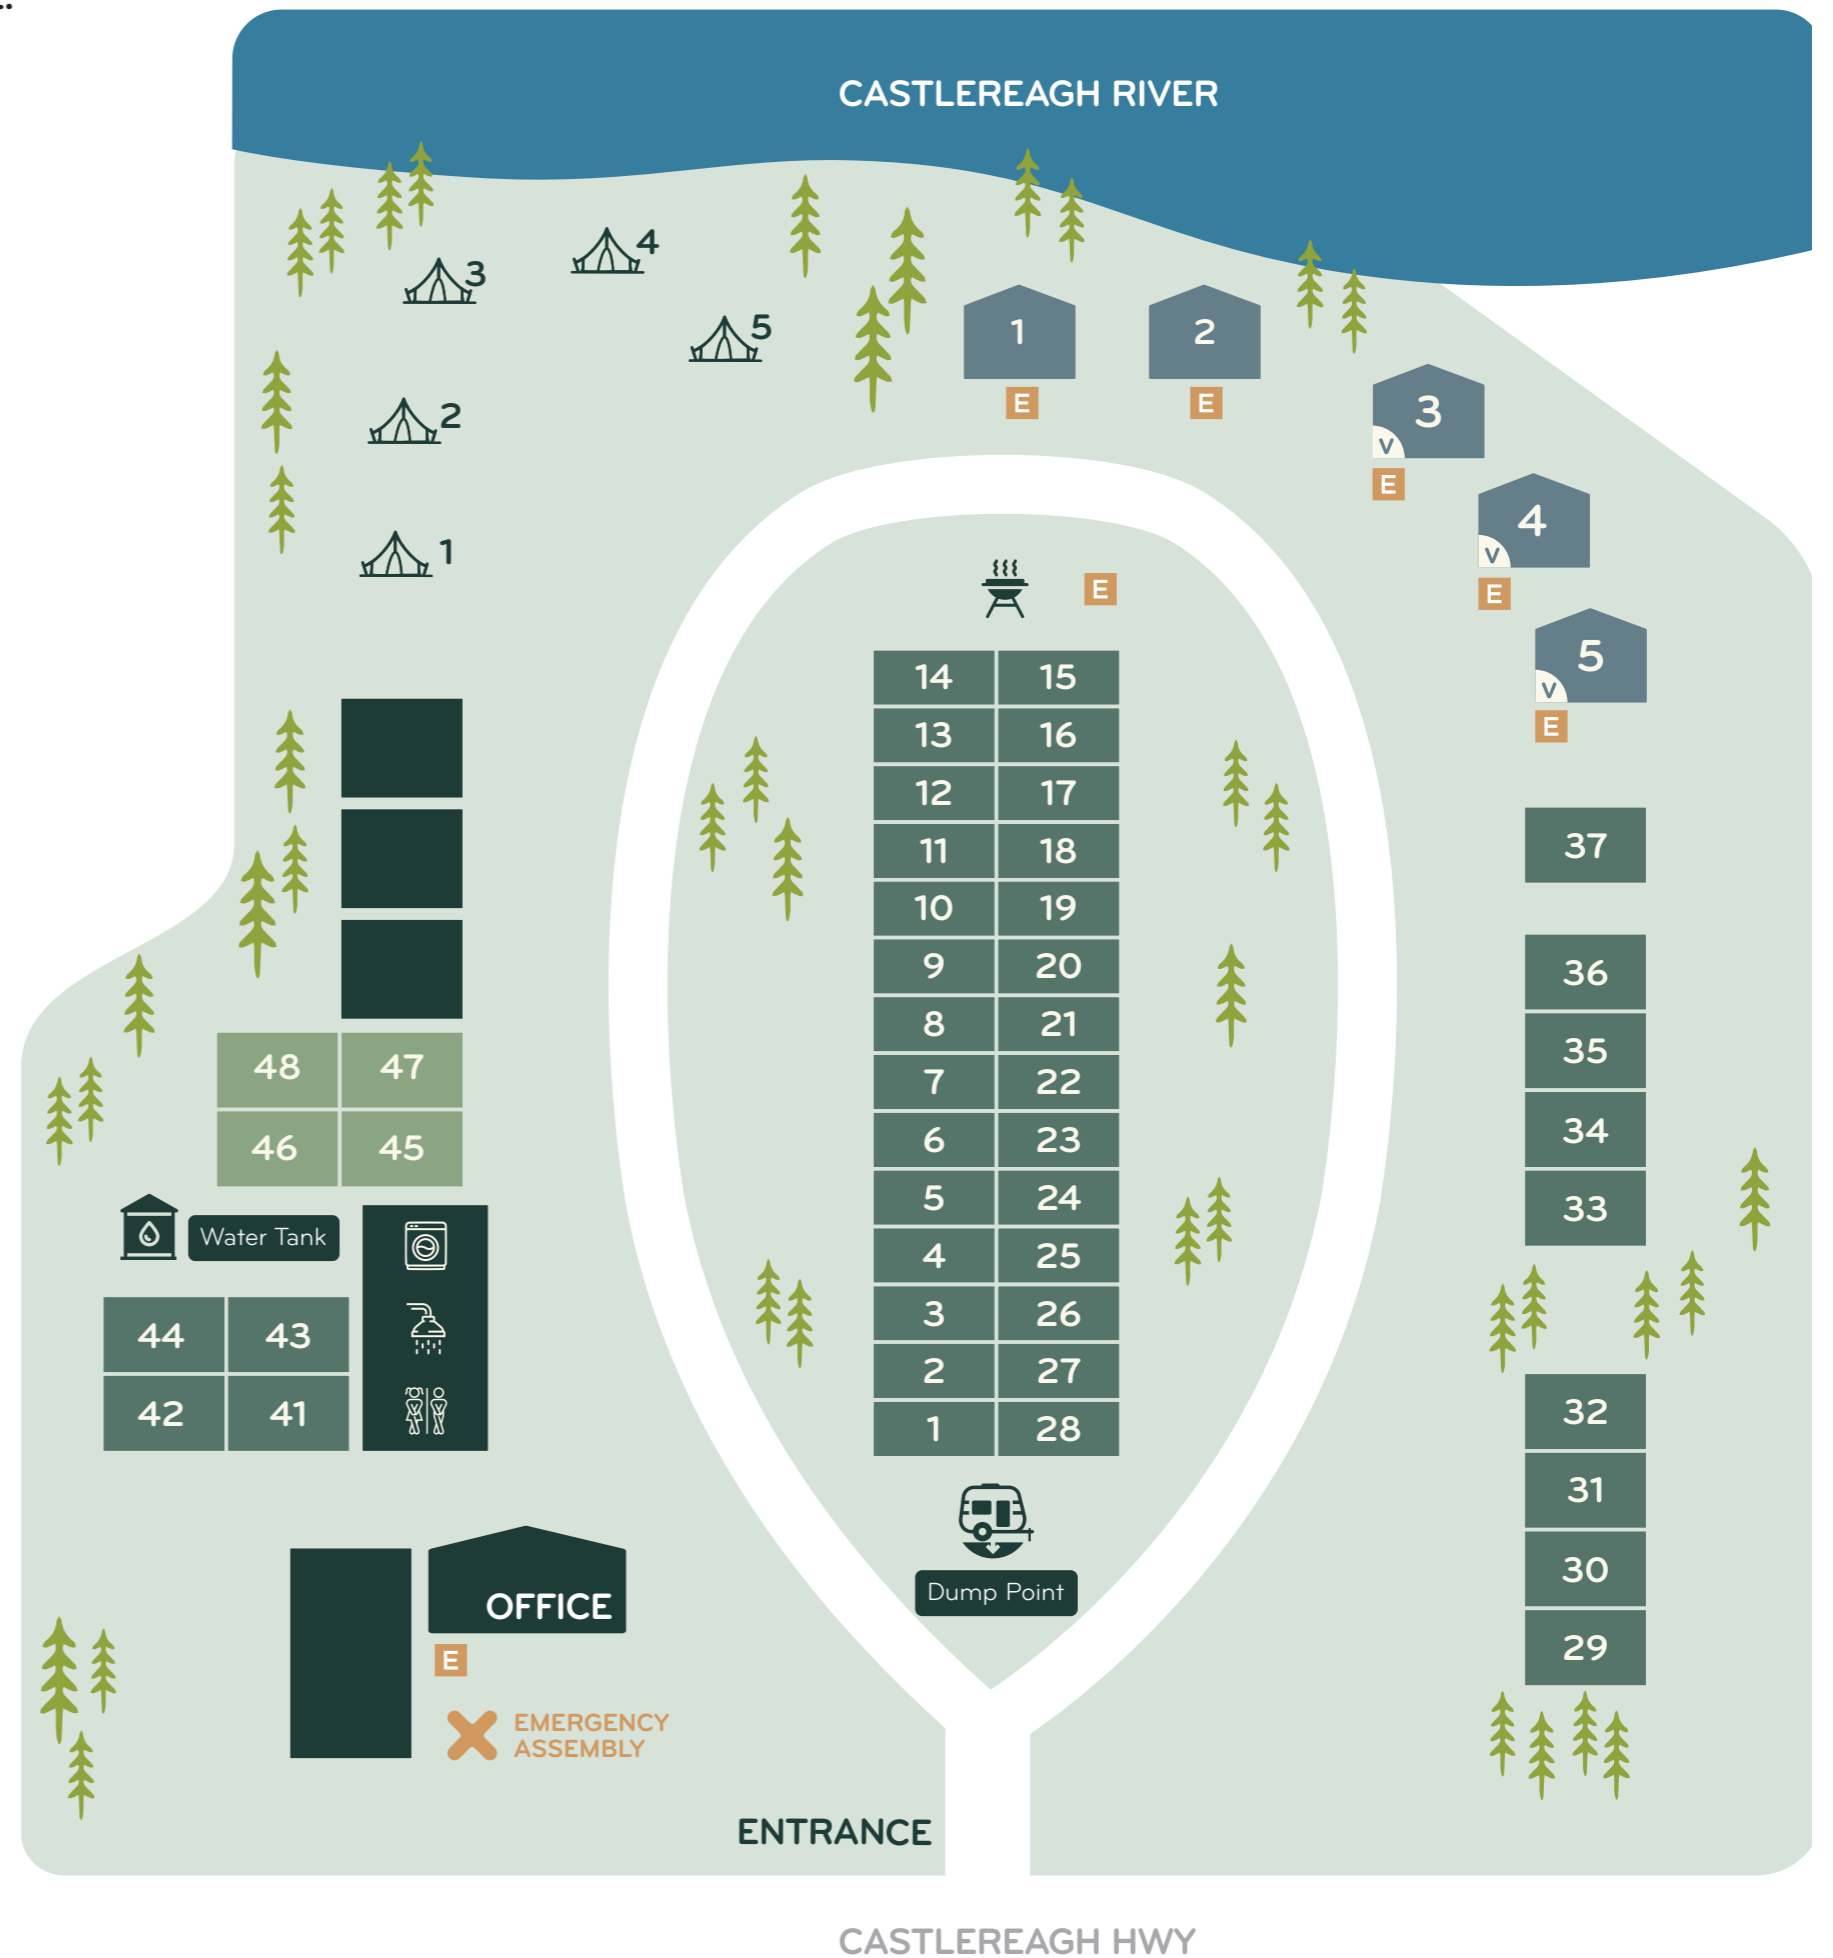 CASTLEREAGH RIVER
4
3
5
2
1
1
2
E
E
3
V
E
4
V
E
5
V
E
E
14 15
13 16
12 17
11 18
10 19
9 20
8 21
7 22
6 23
5 24
4 25
3 26
2 27
1 28
Dump Point
37
36
35
34
33
32
31
30
29
48 47
46 45
Water Tank
44 43
42 41
OFFICE
E
EMERGENCY
ASSEMBLY
ENTRANCE
CASTLEREAGH HWY